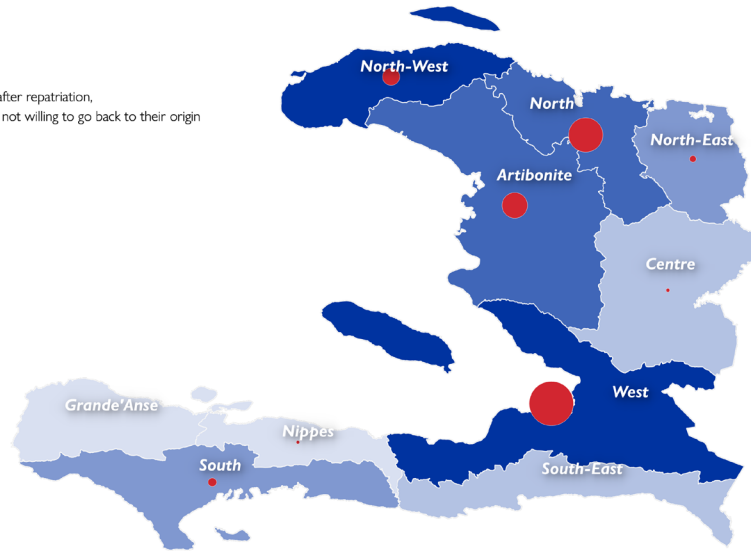 after repatriation,
not willing to go back to their origin
North-West
North
North-East
Artibonite
Centre
West
Grande'Anse
Nippes
South
South-East